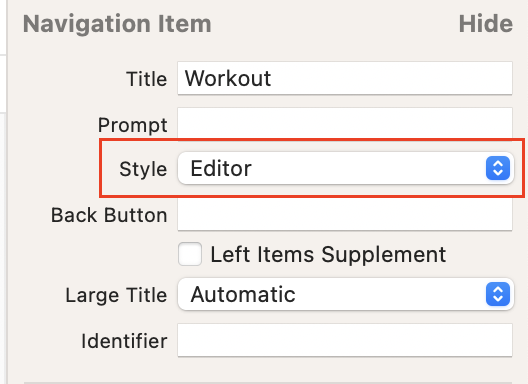 Navigation Item Hide
Title Workout
Prompt
Style Editor
Back Button
Left Items Supplement
Large Title Automatic
Identifier